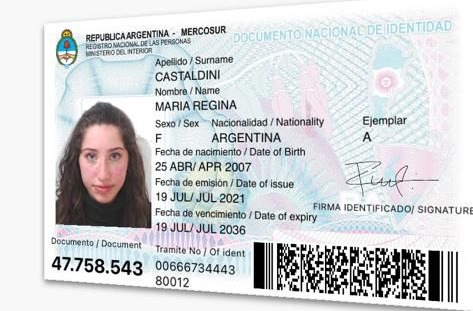 REPUBLICA ARGENTINA - MERCOSUR
REGISTRO NACIONAL DE LAS PERSONAS
MINISTERIO DEL INTERIOR
DOCUMENTO NACIONAL DE IDENTIDAD
Apellido / Surname
CASTALDINI
Nombre / Name
MARIA REGINA
Sexo / Sex Nacionalidad / Nationality Ejemplar
F ARGENTINA A
Fecha de nacimiento / Date of Birth
25 ABR/ APR 2007
Fecha de emisión / Date of issue
19 JUL/ JUL 2021
FIRMA IDENTIFICADO/ SIGNATURE
Fecha de vencimiento / Date of expiry
19 JUL/ JUL 2036
Documento / Document
47.758.543
Tramite No / Of ident
00666734443
80012